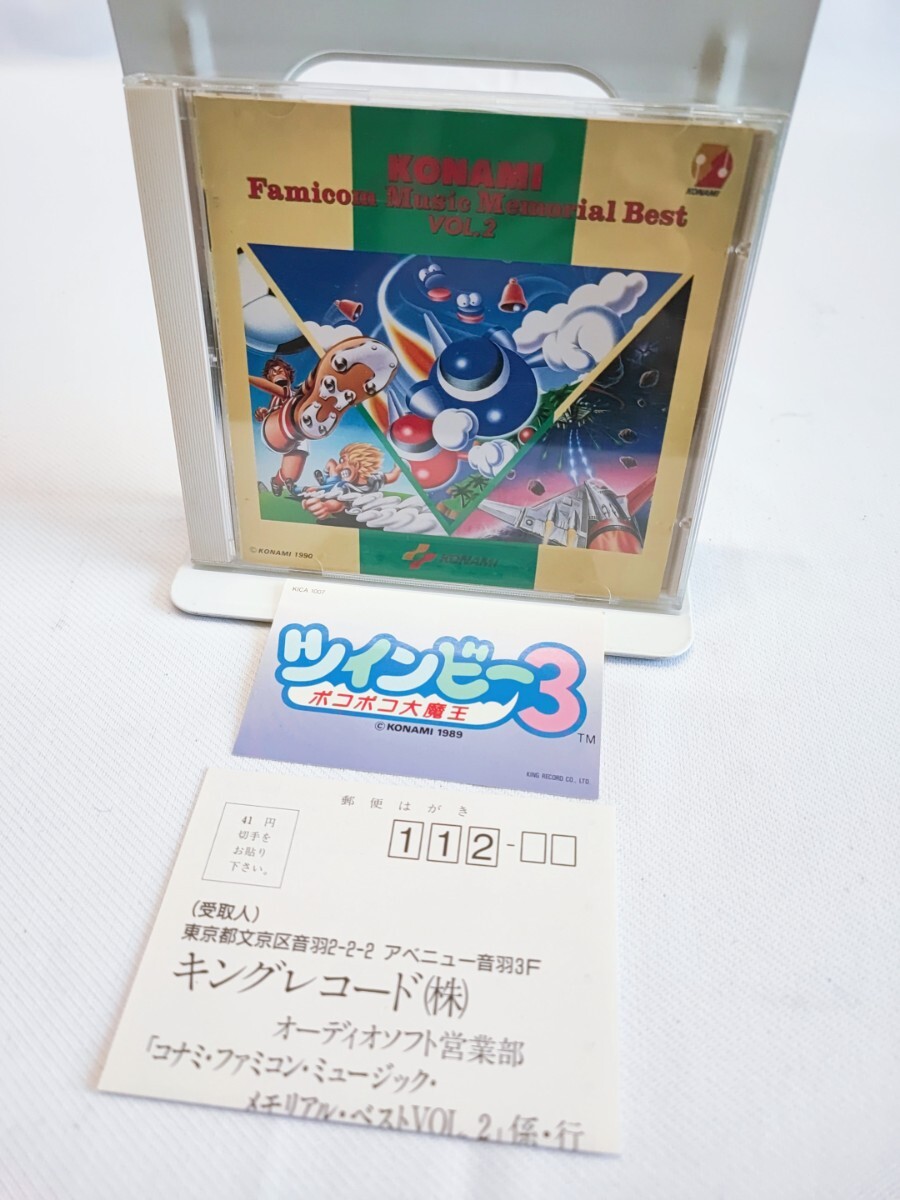 KONAMI
Famicom Music Memorial Best
VOL.2
KONAMI
© KONAMI 1990
KONAMI
KICA 1007
ツインビー3
ポコポコ大魔王
© KONAMI 1989
TM
KING RECORD CO., LTD.
郵便はがき
41円
切手を
お貼り
下さい。
112-
(受取人)
東京都文京区音羽2-2-2 アベニュー音羽3F
キングレコード(株)
オーディオソフト営業部
「コナミ・ファミコン・ミュージック・
メモリアル・ベストVOL. 2」係・行